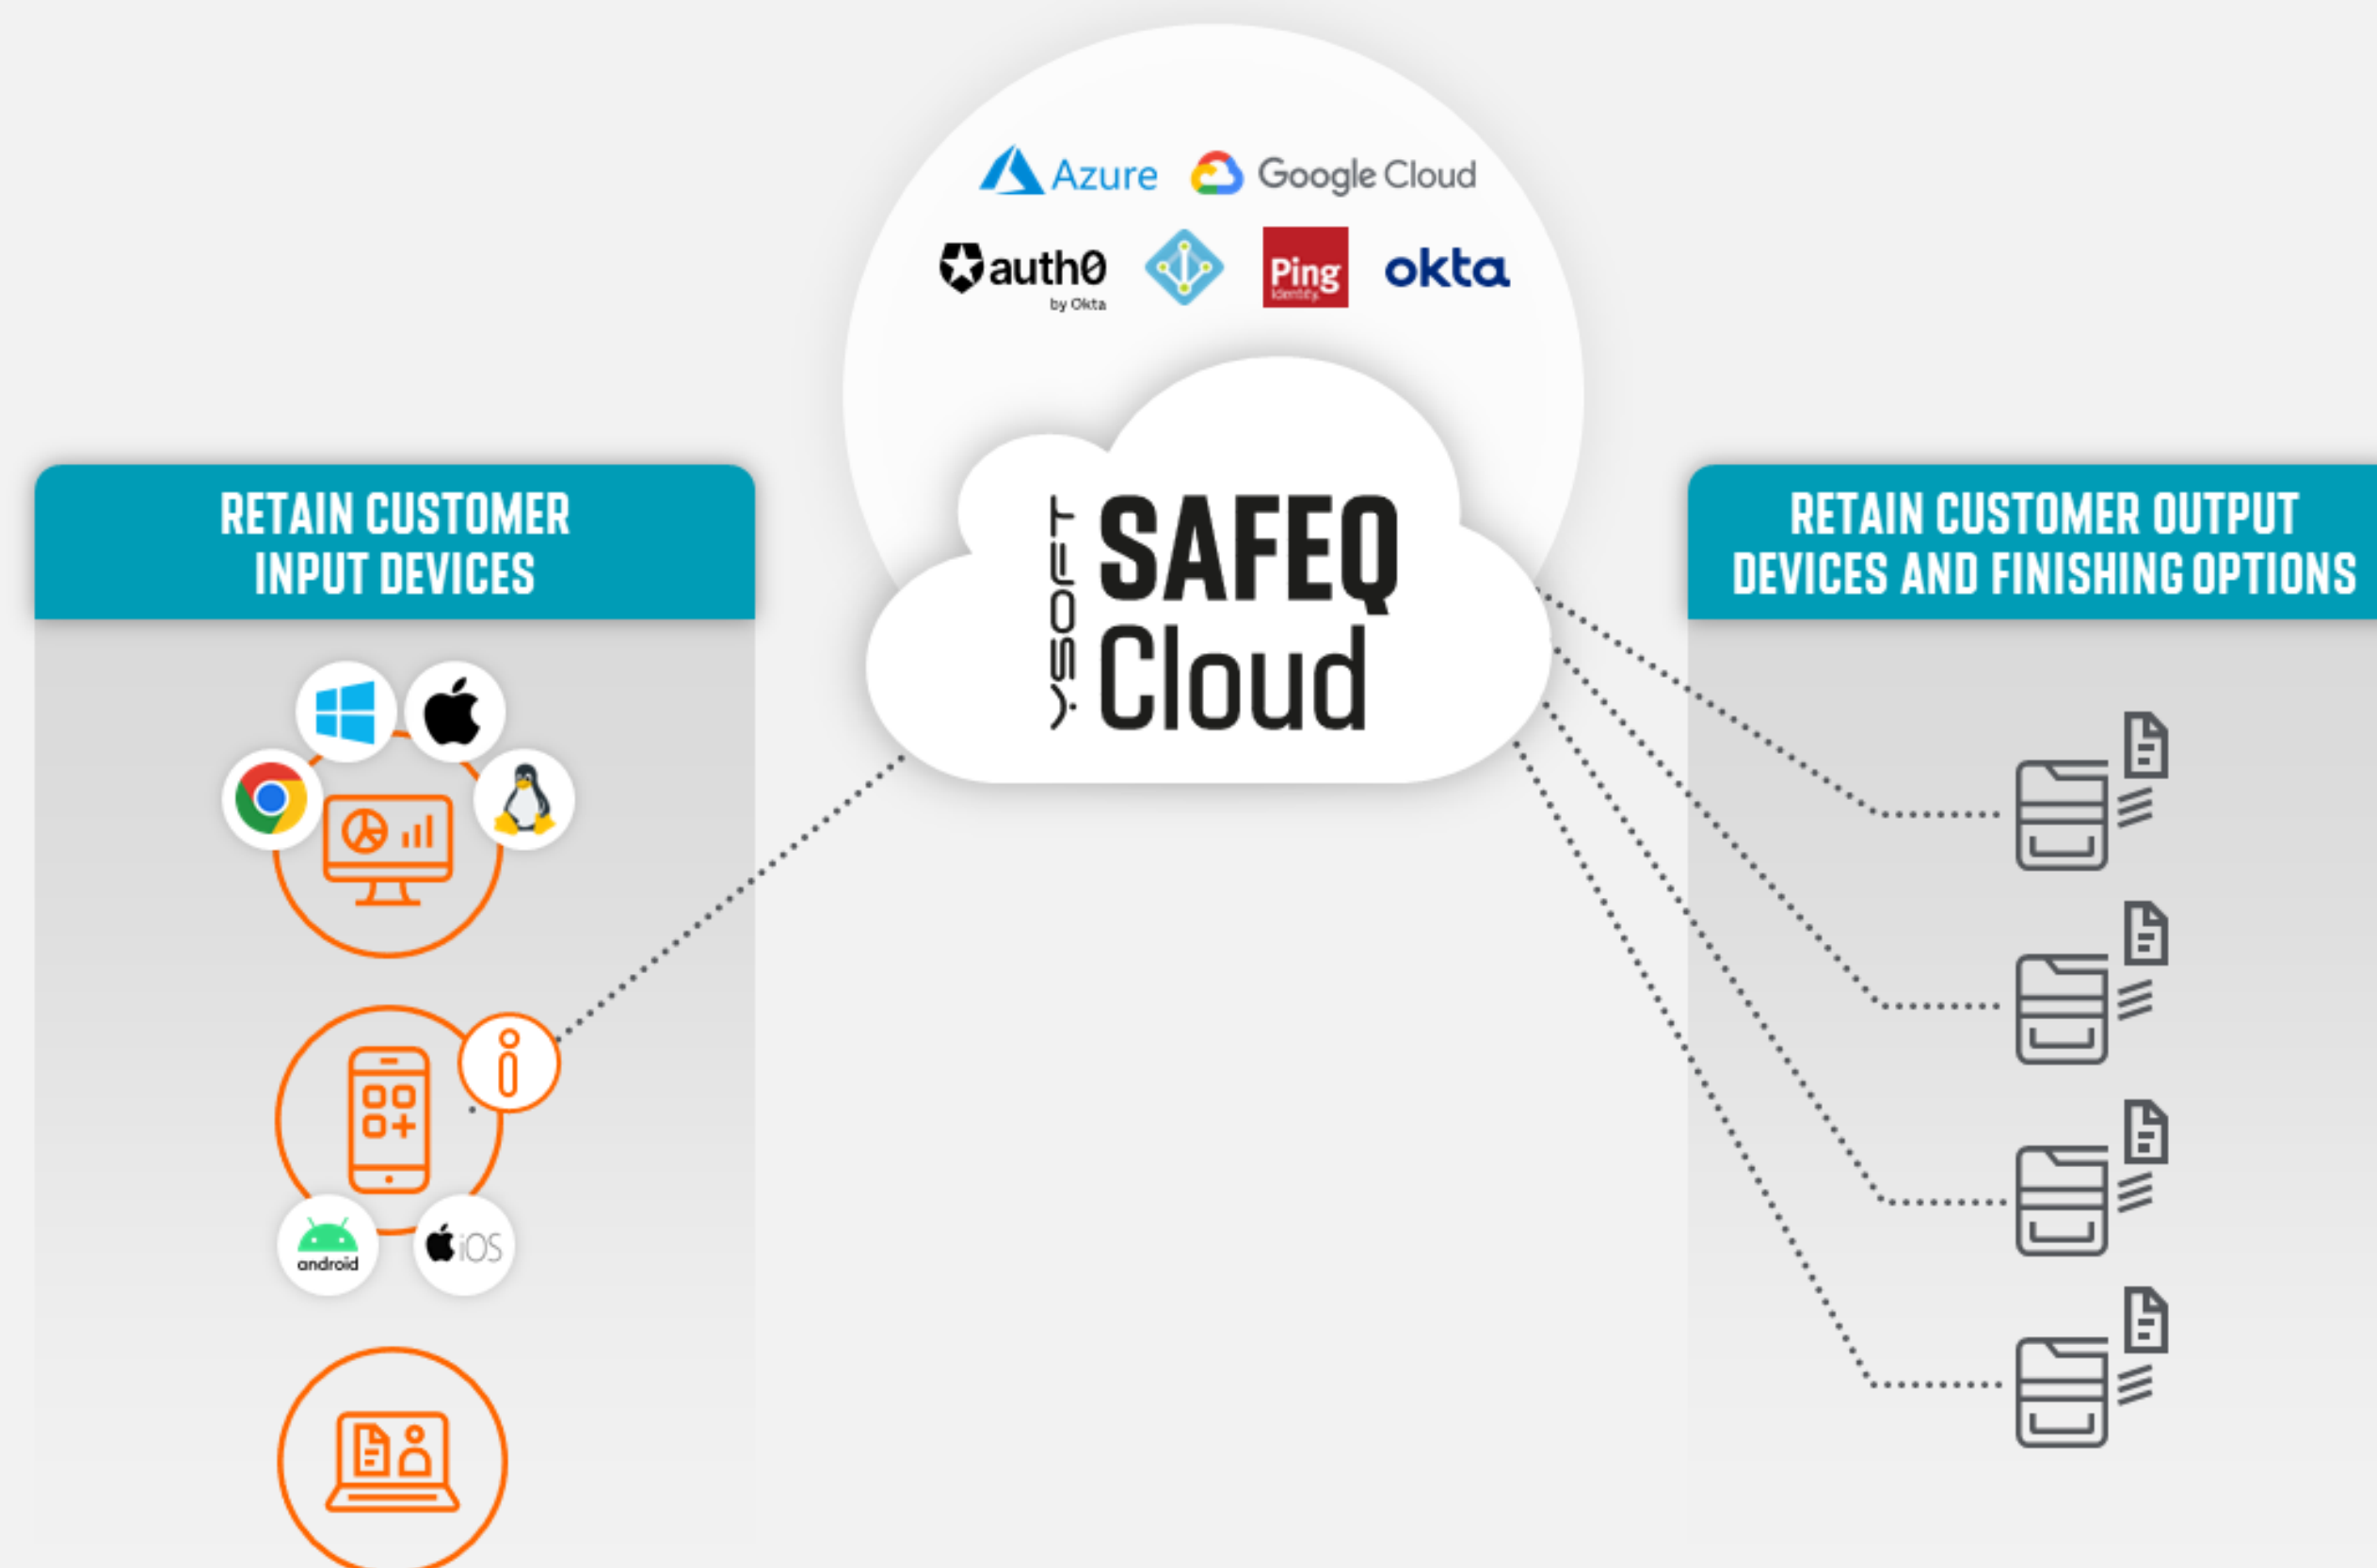 Azure
Google Cloud
auth0
by Okta
Ping
Identity.
okta
RETAIN CUSTOMER
INPUT DEVICES
YSOFT
SAFEQ
Cloud
RETAIN CUSTOMER OUTPUT
DEVICES AND FINISHING OPTIONS
android
iOS